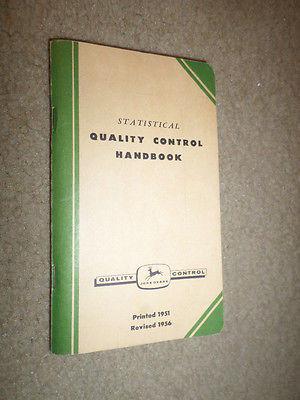 STATISTICAL
QUALITY CONTROL
HANDBOOK
QUALITY CONTROL
JOHN DEERE
Printed 1951
Revised 1956